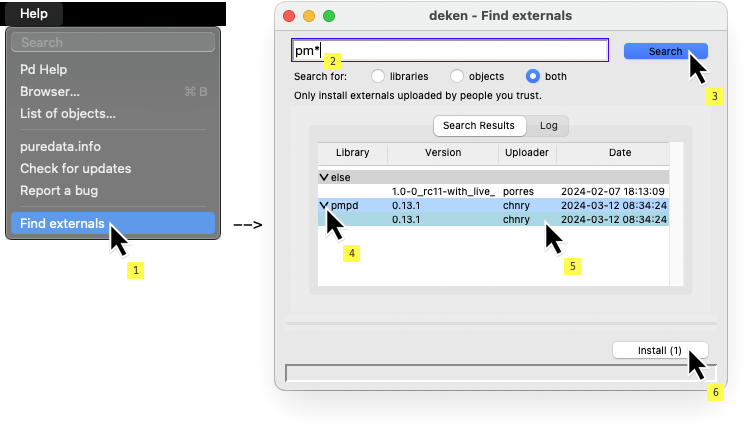 Help
Search
Pd Help
Browser... ⌘ B
List of objects...
puredata.info
Check for updates
Report a bug
Find externals
1
-->
deken - Find externals
pm*
2
Search
3
Search for: libraries objects both
Only install externals uploaded by people you trust.
Search Results Log
Library Version Uploader Date
else
1.0-0_rc11-with_live_ porres 2024-02-07 18:13:09
pmpd 0.13.1 chnry 2024-03-12 08:34:24
0.13.1 chnry 2024-03-12 08:34:24
4
5
Install (1)
6